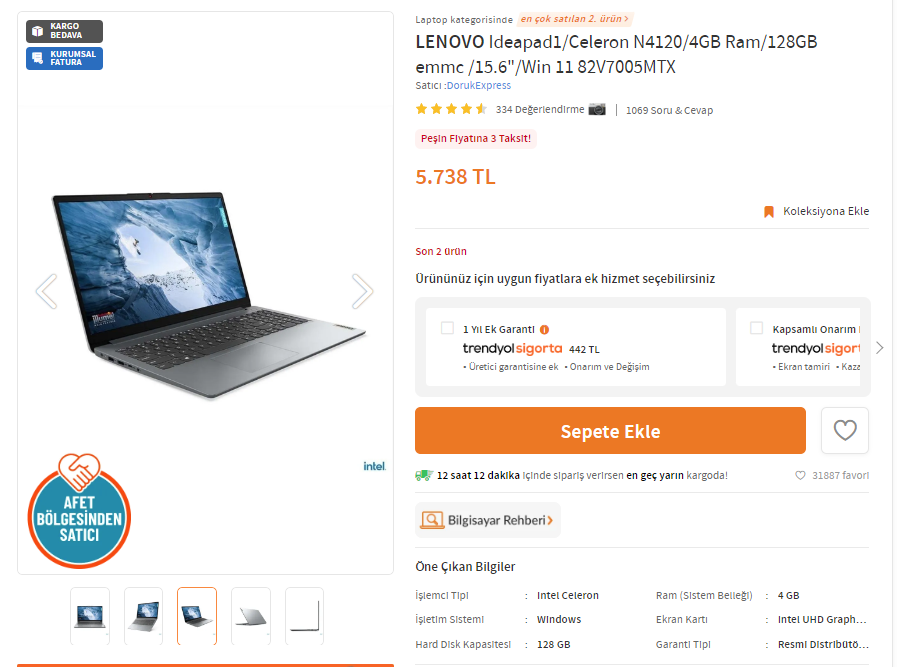 KARGO
BEDAVA
KURUMSAL
FATURA
intel.
AFET
BÖLGESİNDEN
SATICI
Laptop kategorisinde en çok satılan 2. ürün >
LENOVO Ideapad1/Celeron N4120/4GB Ram/128GB
emmc /15.6"/Win 11 82V7005MTX
Satıcı :DorukExpress
334 Değerlendirme | 1069 Soru & Cevap
Peşin Fiyatına 3 Taksit!
5.738 TL
Koleksiyona Ekle
Son 2 ürün
Ürününüz için uygun fiyatlara ek hizmet seçebilirsiniz
1 Yıl Ek Garanti
trendyol sigorta 442 TL
• Üretici garantisine ek • Onarım ve Değişim
Kapsamlı Onarım
trendyol sigort
• Ekran tamiri • Kaza
Sepete Ekle
12 saat 12 dakika içinde sipariş verirsen en geç yarın kargoda!
31887 favori
Bilgisayar Rehberi>
Öne Çıkan Bilgiler
İşlemci Tipi : Intel Celeron
Ram (Sistem Belleği) : 4 GB
İşletim Sistemi : Windows
Ekran Kartı : Intel UHD Graph...
Hard Disk Kapasitesi : 128 GB
Garanti Tipi : Resmi Distribütö...